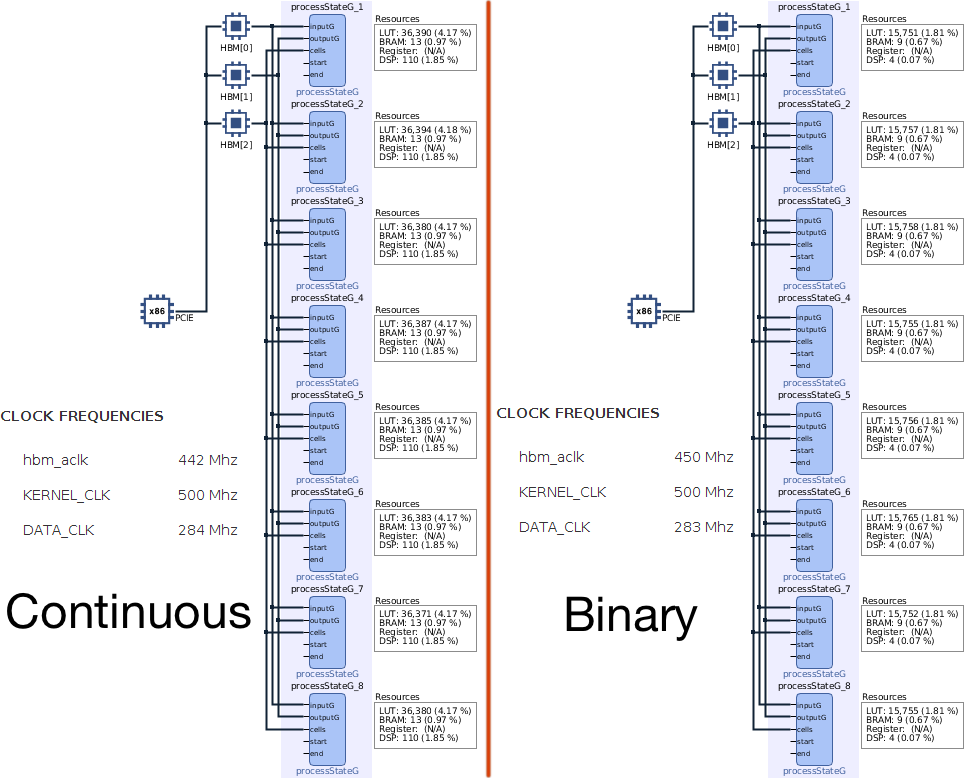 processStateG_1
Resources
HBM[0]
inputG
outputG
cells
start
end
LUT: 36,390 (4.17 %)
BRAM: 13 (0.97 %)
Register: (N/A)
DSP: 110 (1.85 %)
HBM[1]
processStateG
processStateG_2
Resources
HBM[2]
inputG
outputG
cells
start
end
LUT: 36,394 (4.18 %)
BRAM: 13 (0.97 %)
Register: (N/A)
DSP: 110 (1.85 %)
processStateG
processStateG_3
Resources
inputG
outputG
cells
start
end
LUT: 36,380 (4.17 %)
BRAM: 13 (0.97 %)
Register: (N/A)
DSP: 110 (1.85 %)
processStateG
x86
PCIE
processStateG_4
Resources
inputG
outputG
cells
start
end
LUT: 36,387 (4.17 %)
BRAM: 13 (0.97 %)
Register: (N/A)
DSP: 110 (1.85 %)
processStateG
processStateG_5
Resources
inputG
outputG
cells
start
end
LUT: 36,385 (4.17 %)
BRAM: 13 (0.97 %)
Register: (N/A)
DSP: 110 (1.85 %)
processStateG
processStateG_6
Resources
inputG
outputG
cells
start
end
LUT: 36,383 (4.17 %)
BRAM: 13 (0.97 %)
Register: (N/A)
DSP: 110 (1.85 %)
processStateG
processStateG_7
Resources
inputG
outputG
cells
start
end
LUT: 36,371 (4.17 %)
BRAM: 13 (0.97 %)
Register: (N/A)
DSP: 110 (1.85 %)
processStateG
processStateG_8
Resources
inputG
outputG
cells
start
end
LUT: 36,380 (4.17 %)
BRAM: 13 (0.97 %)
Register: (N/A)
DSP: 110 (1.85 %)
processStateG
CLOCK FREQUENCIES
hbm_aclk 442 Mhz
KERNEL_CLK 500 Mhz
DATA_CLK 284 Mhz
Continuous
processStateG_1
Resources
HBM[0]
inputG
outputG
cells
start
end
LUT: 15,751 (1.81 %)
BRAM: 9 (0.67 %)
Register: (N/A)
DSP: 4 (0.07 %)
HBM[1]
processStateG
processStateG_2
Resources
HBM[2]
inputG
outputG
cells
start
end
LUT: 15,757 (1.81 %)
BRAM: 9 (0.67 %)
Register: (N/A)
DSP: 4 (0.07 %)
processStateG
processStateG_3
Resources
inputG
outputG
cells
start
end
LUT: 15,758 (1.81 %)
BRAM: 9 (0.67 %)
Register: (N/A)
DSP: 4 (0.07 %)
processStateG
x86
PCIE
processStateG_4
Resources
inputG
outputG
cells
start
end
LUT: 15,755 (1.81 %)
BRAM: 9 (0.67 %)
Register: (N/A)
DSP: 4 (0.07 %)
processStateG
processStateG_5
Resources
inputG
outputG
cells
start
end
LUT: 15,756 (1.81 %)
BRAM: 9 (0.67 %)
Register: (N/A)
DSP: 4 (0.07 %)
processStateG
processStateG_6
Resources
inputG
outputG
cells
start
end
LUT: 15,765 (1.81 %)
BRAM: 9 (0.67 %)
Register: (N/A)
DSP: 4 (0.07 %)
processStateG
processStateG_7
Resources
inputG
outputG
cells
start
end
LUT: 15,752 (1.81 %)
BRAM: 9 (0.67 %)
Register: (N/A)
DSP: 4 (0.07 %)
processStateG
processStateG_8
Resources
inputG
outputG
cells
start
end
LUT: 15,755 (1.81 %)
BRAM: 9 (0.67 %)
Register: (N/A)
DSP: 4 (0.07 %)
processStateG
CLOCK FREQUENCIES
hbm_aclk 450 Mhz
KERNEL_CLK 500 Mhz
DATA_CLK 283 Mhz
Binary